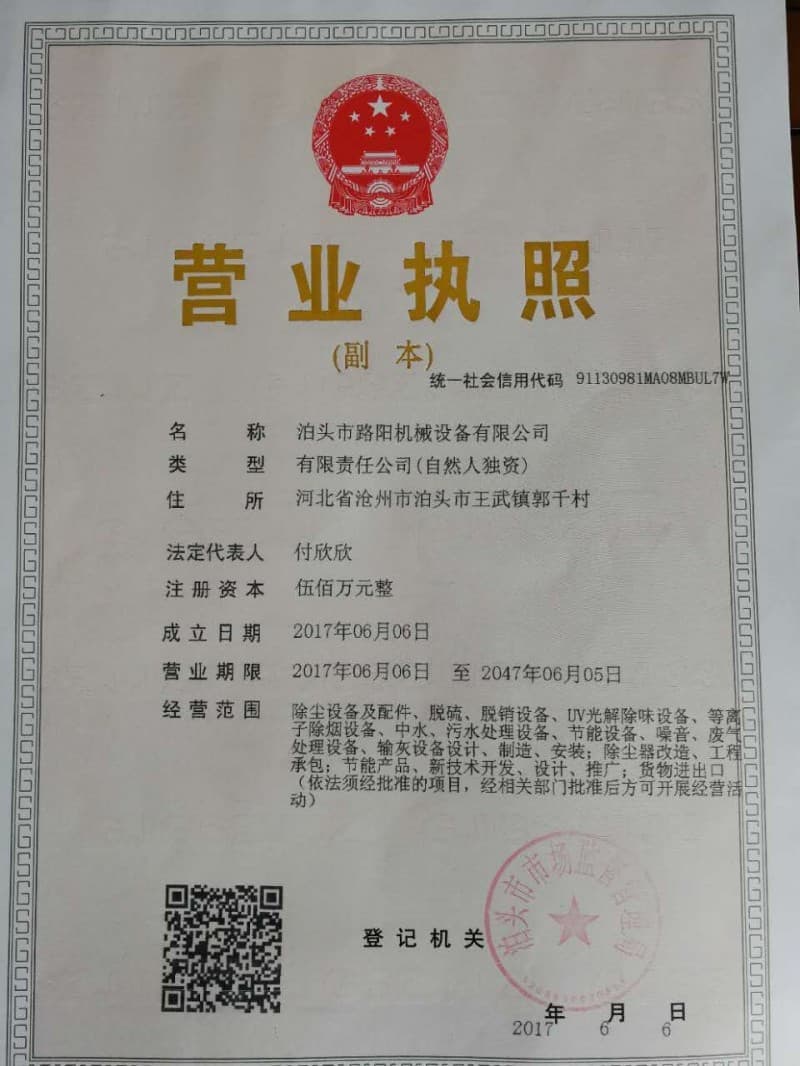 营业执照
(副 本)
统一社会信用代码 91130981MA08MBUL7W
名 称 泊头市路阳机械设备有限公司
类 型 有限责任公司(自然人独资)
住 所 河北省沧州市泊头市王武镇郭千村
法定代表人 付欣欣
注册资本 伍佰万元整
成立日期 2017年06月06日
营业期限 2017年06月06日 至 2047年06月05日
经营范围 除尘设备及配件、脱硫、脱销设备、UV光解除味设备、等离
子除烟设备、中水、污水处理设备、节能设备、噪音、废气
处理设备、输灰设备设计、制造、安装；除尘器改造、工程
承包；节能产品、新技术开发、设计、推广；货物进出口
（依法须经批准的项目，经相关部门批准后方可开展经营活
动）
泊头市市场监督管理局
登记机关
年 月 日
2017 6 6